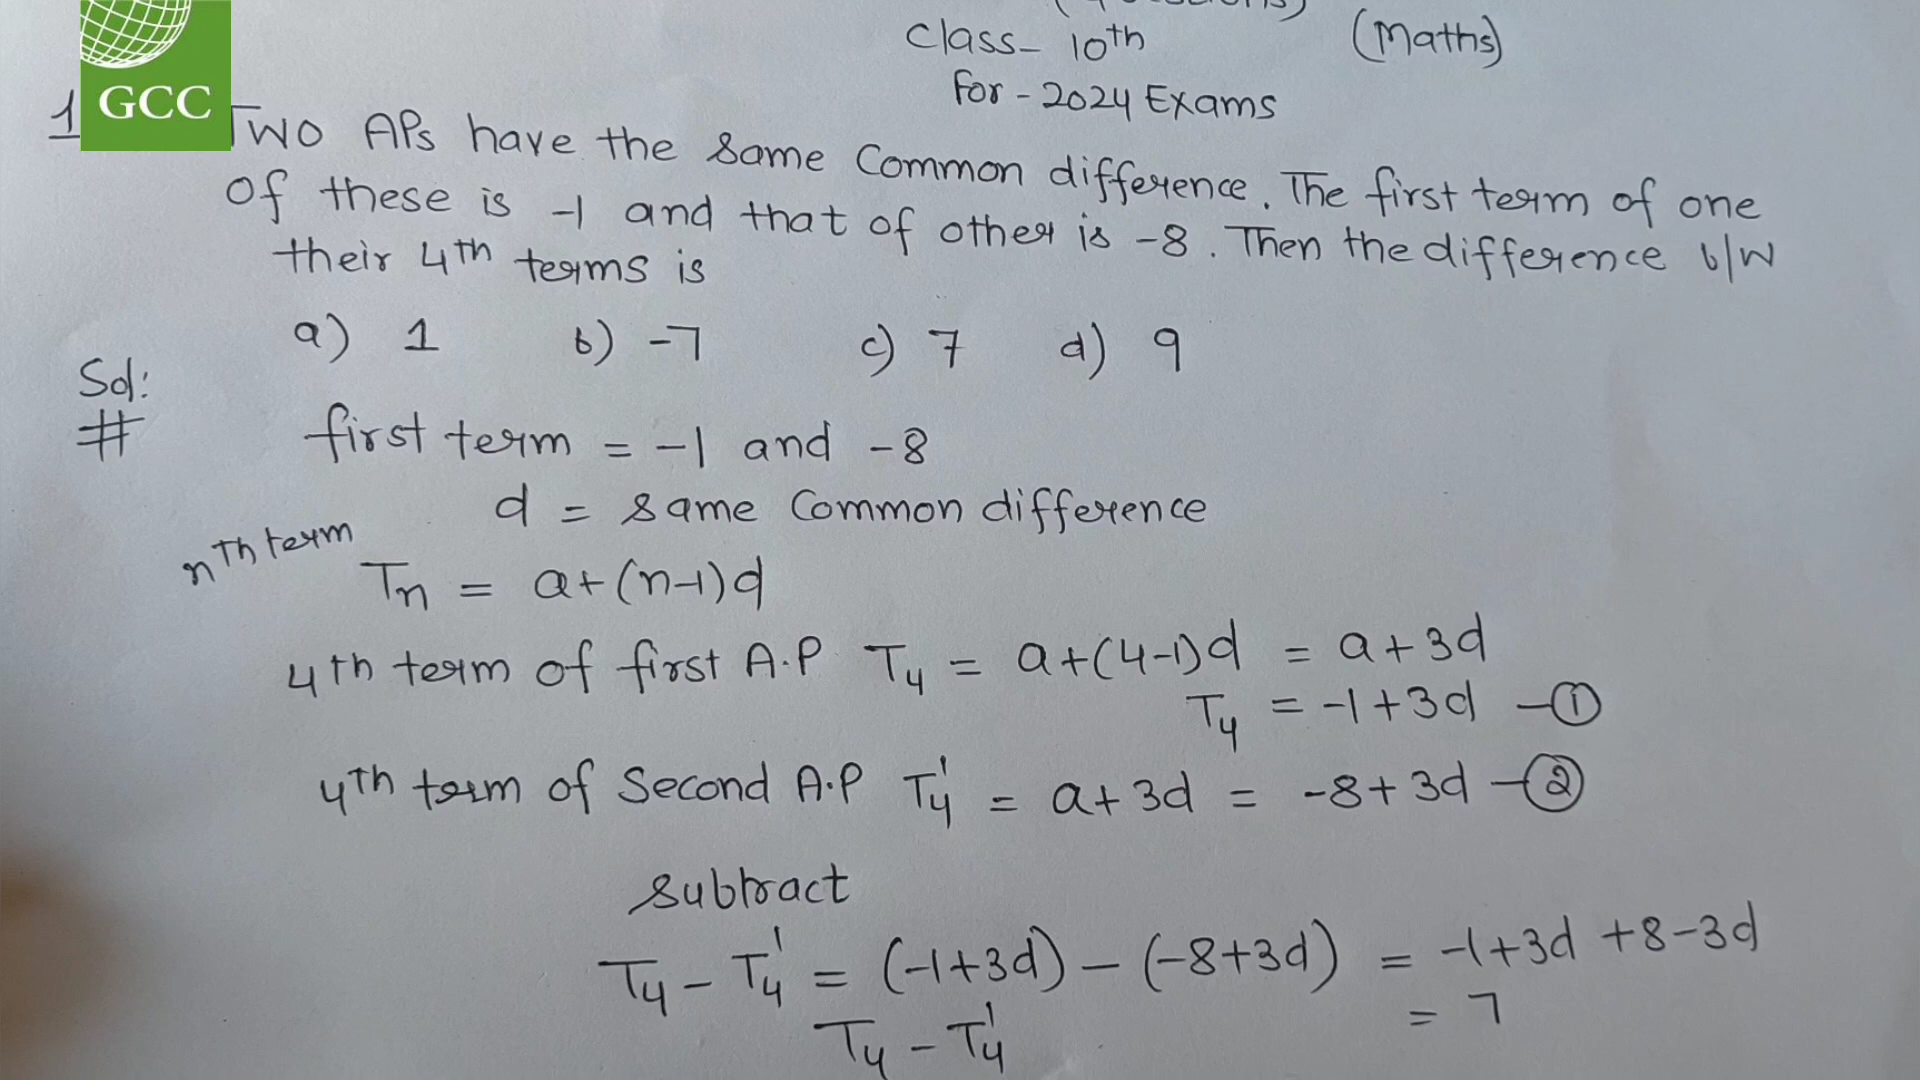 (Maths)
Class- 10th
For - 2024 Exams
GCC
1
Two APs have the same Common difference. The first term of one
of these is -1 and that of other is -8. Then the difference b/w
their 4th terms is
a) 1 b) -7 c) 7 d) 9
Sol:
# first term = -1 and -8
d = same Common difference
nth term
Tn = a+(n-1)d
4th term of first A.P T4 = a+(4-1)d = a+3d
T4 = -1+3d -①
4th term of Second A.P T4' = a+3d = -8+3d -②
subtract
T4 - T4' = (-1+3d) - (-8+3d) = -1+3d +8-3d
T4 - T4' = 7